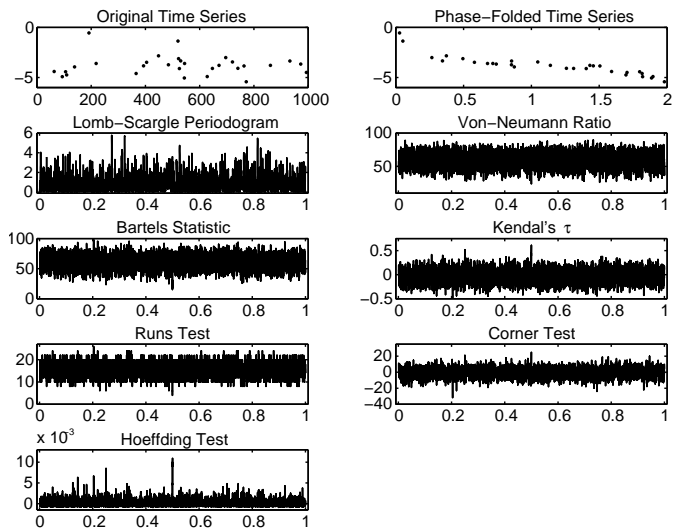 Original Time Series
−5
0
0 200 400 600 800 1000
Phase−Folded Time Series
0
−5
0 0.5 1 1.5 2
Lomb−Scargle Periodogram
6
4
2
0
0 0.2 0.4 0.6 0.8 1
Von−Neumann Ratio
100
50
0 0.2 0.4 0.6 0.8 1
Bartels Statistic
100
50
0
0 0.2 0.4 0.6 0.8 1
Kendal's τ
0.5
0
−0.5
0 0.2 0.4 0.6 0.8 1
Runs Test
20
10
0
0 0.2 0.4 0.6 0.8 1
Corner Test
20
0
−20
−40
0 0.2 0.4 0.6 0.8 1
x 10⁻³
Hoeffding Test
10
5
0
0 0.2 0.4 0.6 0.8 1